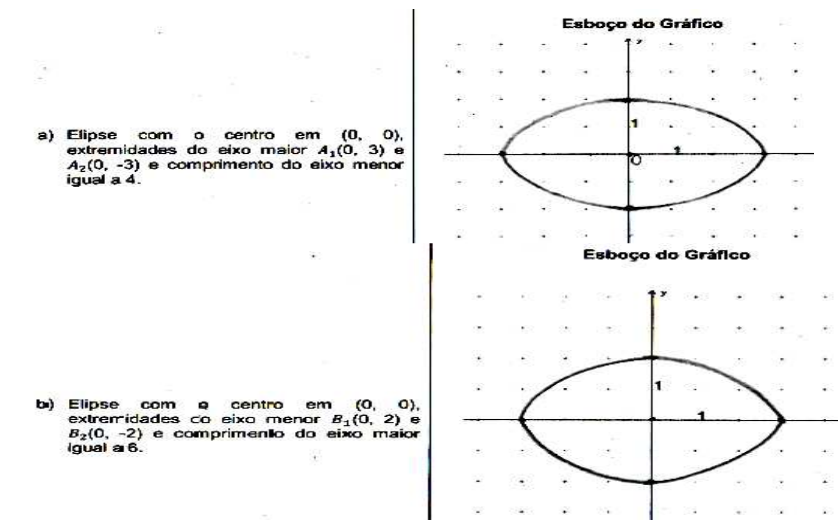 Esboço do Gráfico
y
1
1
O
a) Elipse com o centro em (0, 0),
extremidades do eixo maior A₁(0, 3) e
A₂(0, -3) e comprimento do eixo menor
igual a 4.
Esboço do Gráfico
y
1
1
b) Elipse com o centro em (0, 0),
extremidades do eixo menor B₁(0, 2) e
B₂(0, -2) e comprimento do eixo maior
igual a 6.